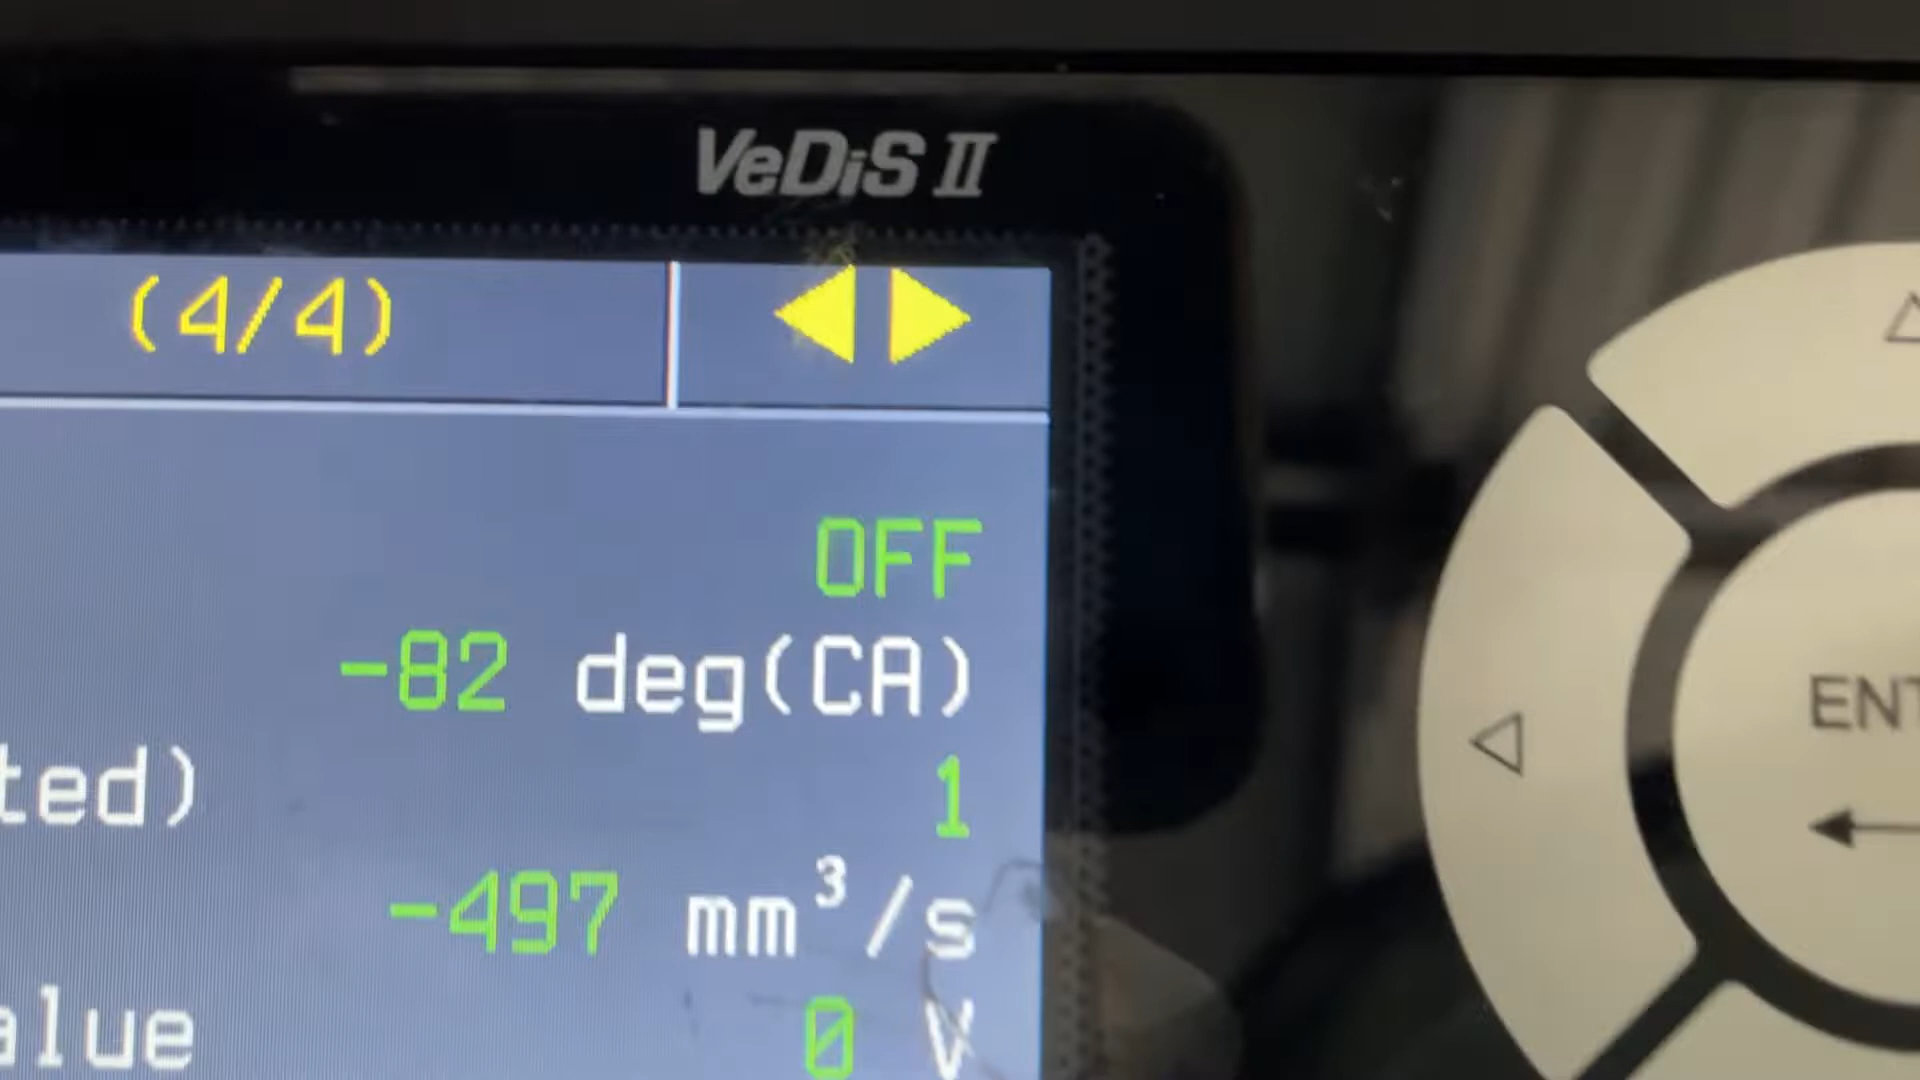 VeDiS II
(4/4)
OFF
-82 deg(CA)
ted) 1
-497 mm³/s
alue 0 V
ENT